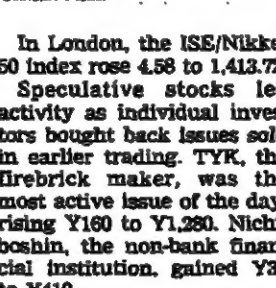 In London, the ISE/Nikke
50 index rose 4.58 to 1,413.7
Speculative stocks le
activity as individual inves
tors bought back issues sol
in earlier trading. TYK, th
firebrick maker, was th
most active issue of the day
rising Y160 to Y1,280. Nich
boshin, the non-bank finan
cial institution, gained Y3